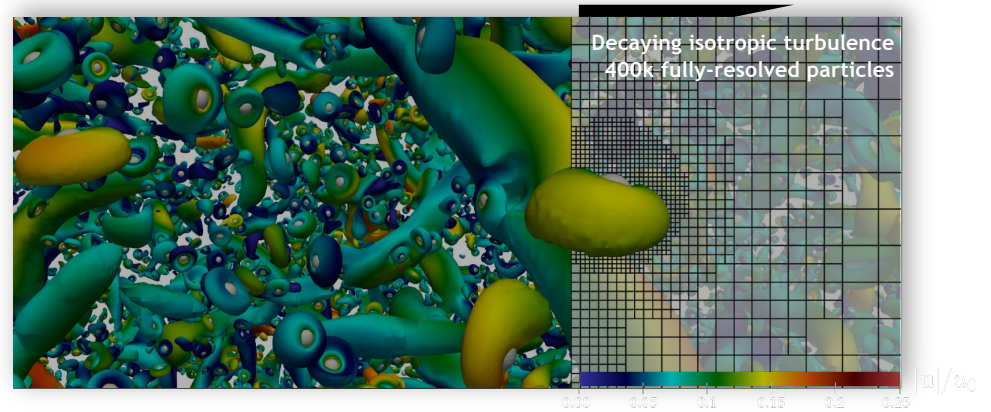 Decaying isotropic turbulence
400k fully-resolved particles
0.00 0.05 0.1 0.15 0.2 0.25
|u|/u₀